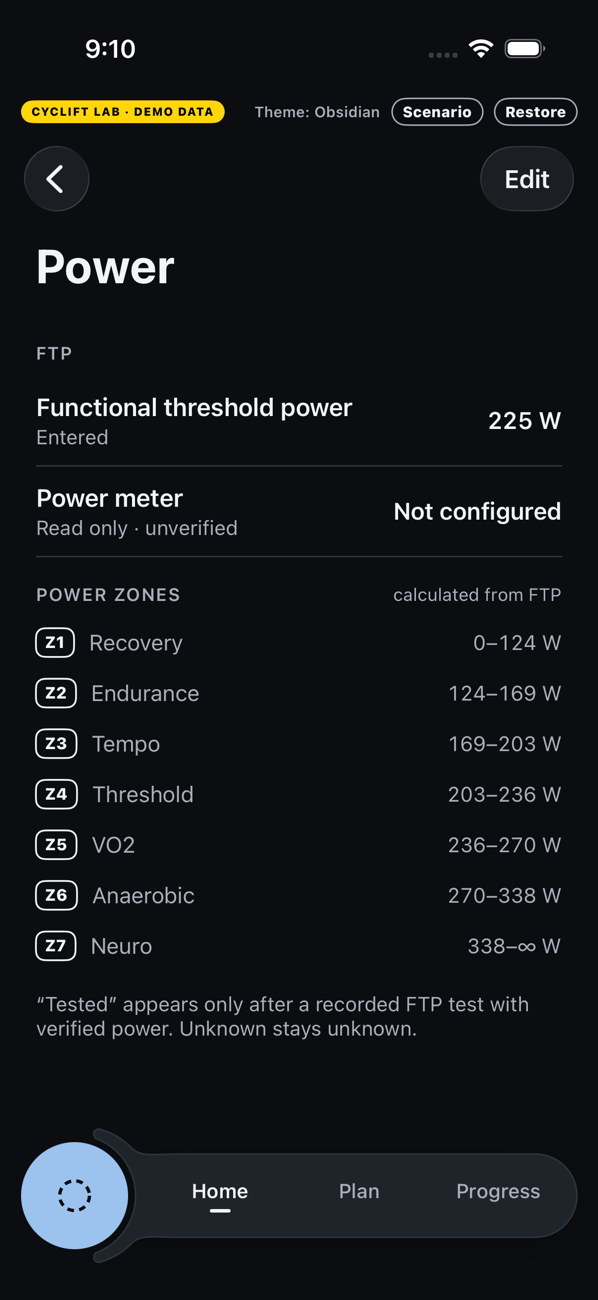 9:10
CYCLIFT LAB · DEMO DATA Theme: Obsidian Scenario Restore
Edit
Power
FTP
Functional threshold power 225 W
Entered
Power meter Not configured
Read only · unverified
POWER ZONES calculated from FTP
Z1 Recovery 0–124 W
Z2 Endurance 124–169 W
Z3 Tempo 169–203 W
Z4 Threshold 203–236 W
Z5 VO2 236–270 W
Z6 Anaerobic 270–338 W
Z7 Neuro 338–∞ W
“Tested” appears only after a recorded FTP test with
verified power. Unknown stays unknown.
Home Plan Progress